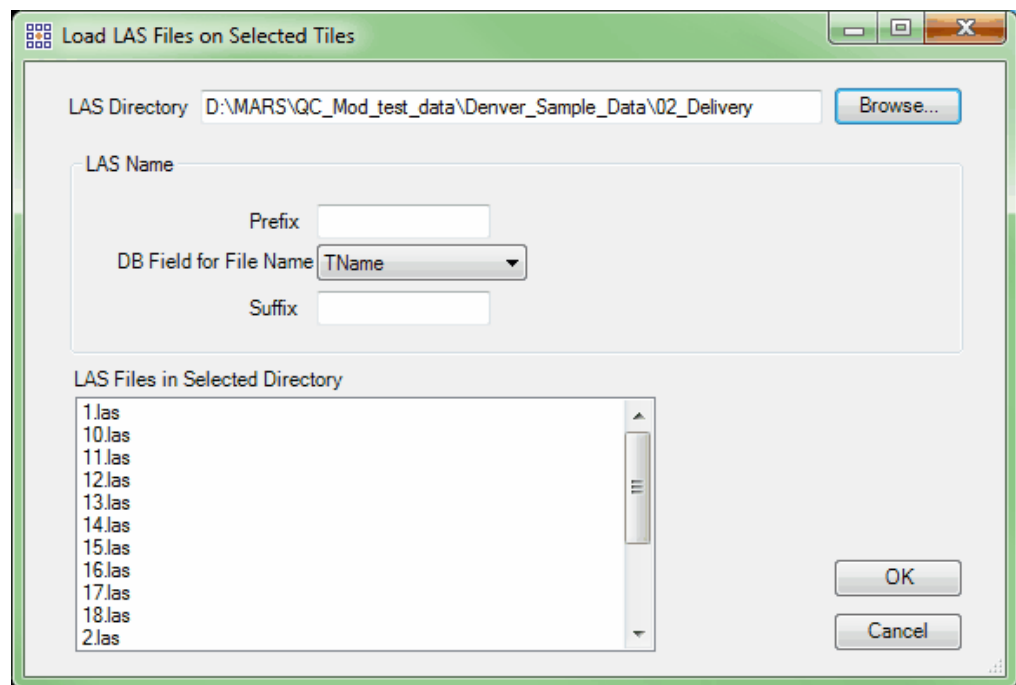 Load LAS Files on Selected Tiles
LAS Directory D:\MARS\QC_Mod_test_data\Denver_Sample_Data\02_Delivery Browse...
LAS Name
Prefix
DB Field for File Name TName
Suffix
LAS Files in Selected Directory
1.las
10.las
11.las
12.las
13.las
14.las
15.las
16.las
17.las
18.las
2.las
OK
Cancel